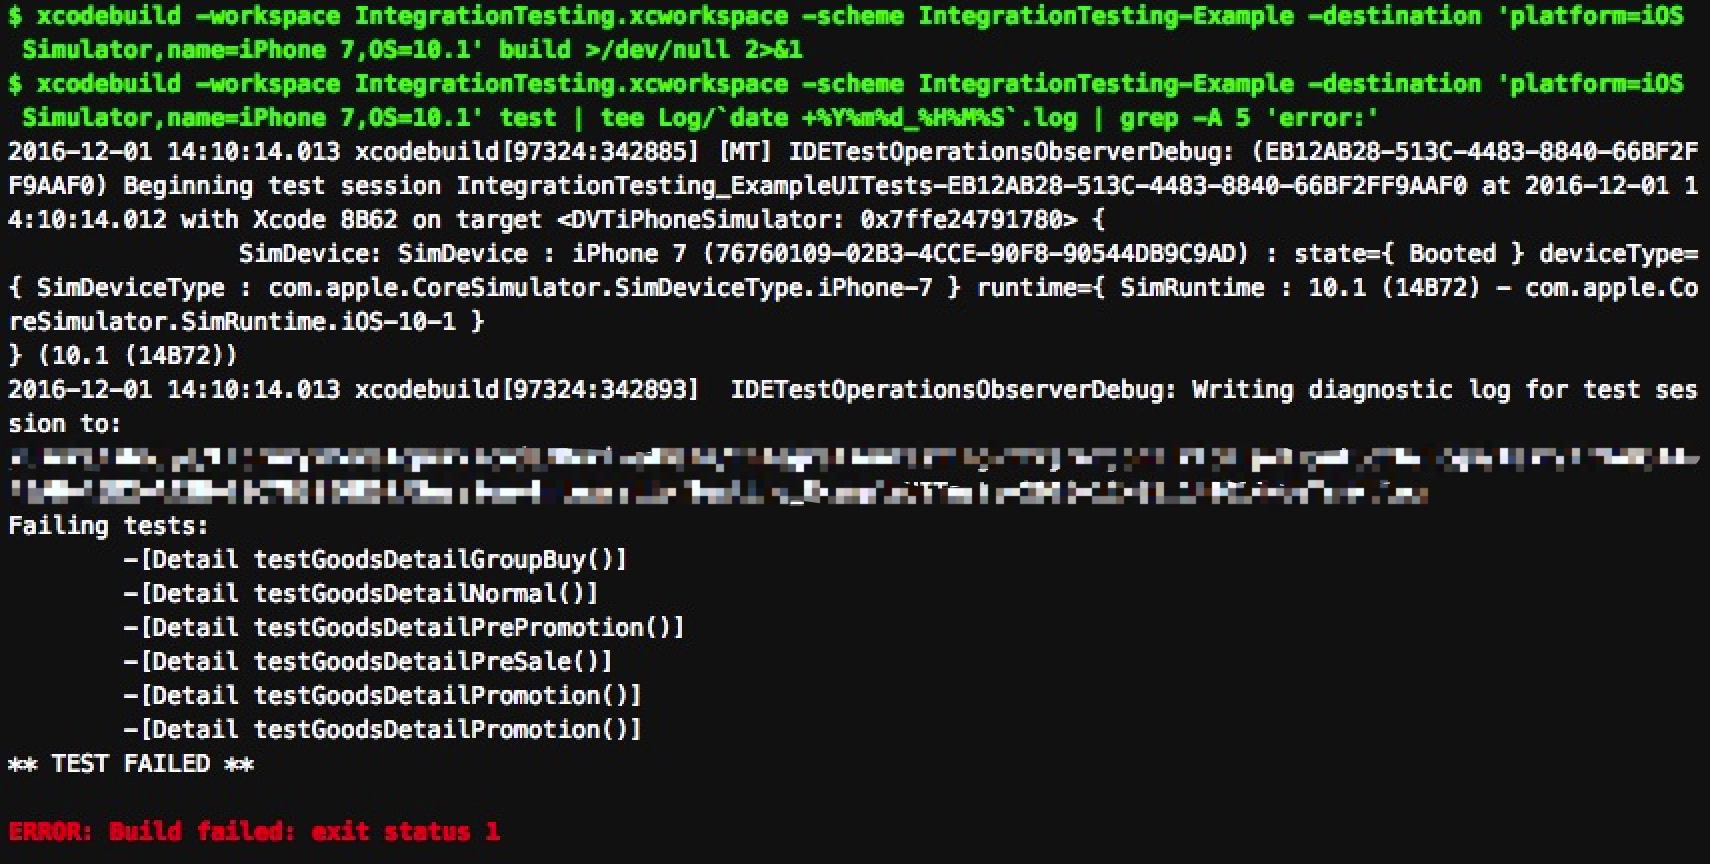 $ xcodebuild -workspace IntegrationTesting.xcworkspace -scheme IntegrationTesting-Example -destination 'platform=iOS
 Simulator,name=iPhone 7,OS=10.1' build >/dev/null 2>&1
$ xcodebuild -workspace IntegrationTesting.xcworkspace -scheme IntegrationTesting-Example -destination 'platform=iOS
 Simulator,name=iPhone 7,OS=10.1' test | tee Log/`date +%Y%m%d_%H%M%S`.log | grep -A 5 'error:'
2016-12-01 14:10:14.013 xcodebuild[97324:342885] [MT] IDETestOperationsObserverDebug: (EB12AB28-513C-4483-8840-66BF2F
F9AAF0) Beginning test session IntegrationTesting_ExampleUITests-EB12AB28-513C-4483-8840-66BF2FF9AAF0 at 2016-12-01 1
4:10:14.012 with Xcode 8B62 on target <DVTiPhoneSimulator: 0x7ffe24791780> {
                SimDevice: SimDevice : iPhone 7 (76760109-02B3-4CCE-90F8-90544DB9C9AD) : state={ Booted } deviceType=
{ SimDeviceType : com.apple.CoreSimulator.SimDeviceType.iPhone-7 } runtime={ SimRuntime : 10.1 (14B72) - com.apple.Co
reSimulator.SimRuntime.iOS-10-1 }
} (10.1 (14B72))
2016-12-01 14:10:14.013 xcodebuild[97324:342893]  IDETestOperationsObserverDebug: Writing diagnostic log for test ses
sion to:
Failing tests:
        -[Detail testGoodsDetailGroupBuy()]
        -[Detail testGoodsDetailNormal()]
        -[Detail testGoodsDetailPrePromotion()]
        -[Detail testGoodsDetailPreSale()]
        -[Detail testGoodsDetailPromotion()]
        -[Detail testGoodsDetailPromotion()]
** TEST FAILED **
ERROR: Build failed: exit status 1